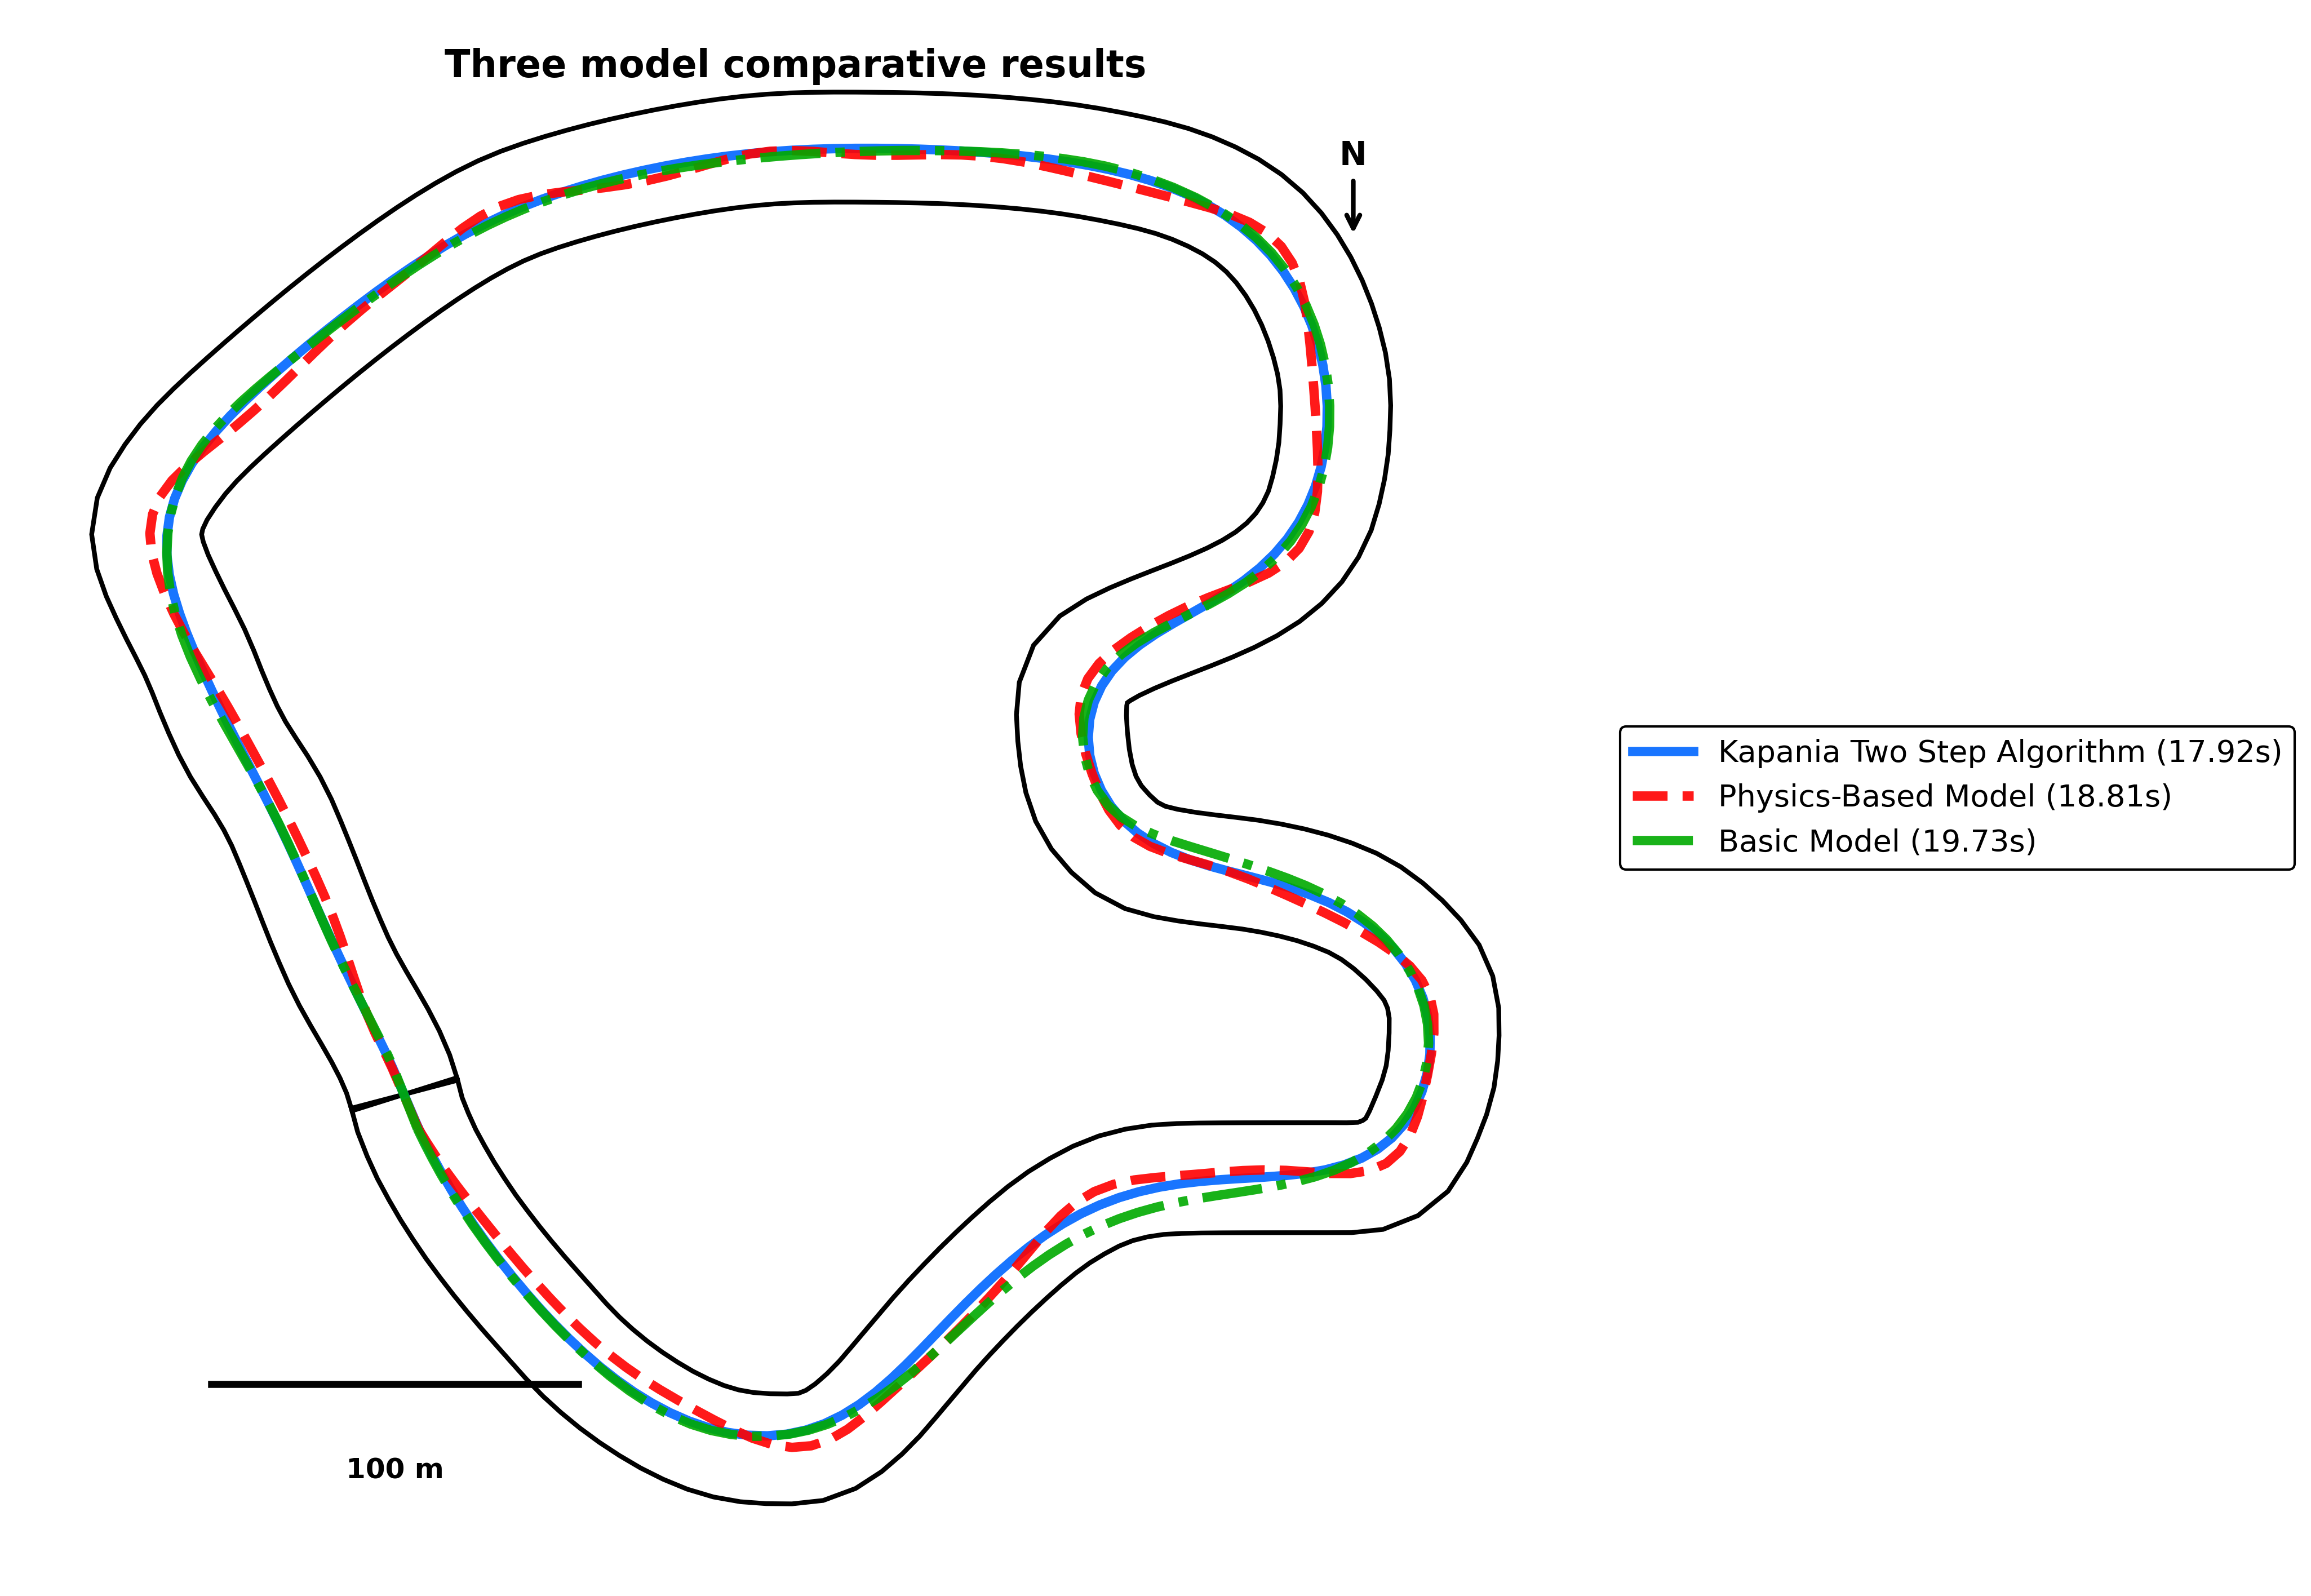 Three model comparative results
N
Kapania Two Step Algorithm (17.92s)
Physics-Based Model (18.81s)
Basic Model (19.73s)
100 m